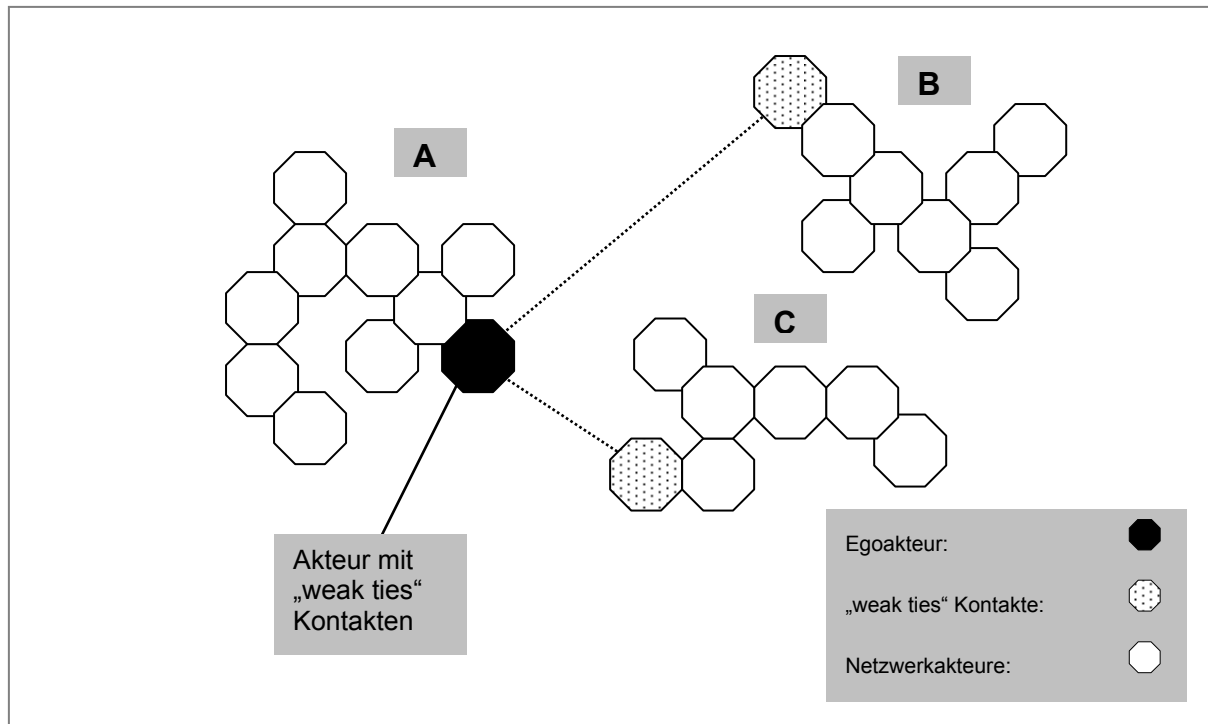 B
A
C
Akteur mit
„weak ties“
Kontakten
Egoakteur:
„weak ties“ Kontakte:
Netzwerkakteure: